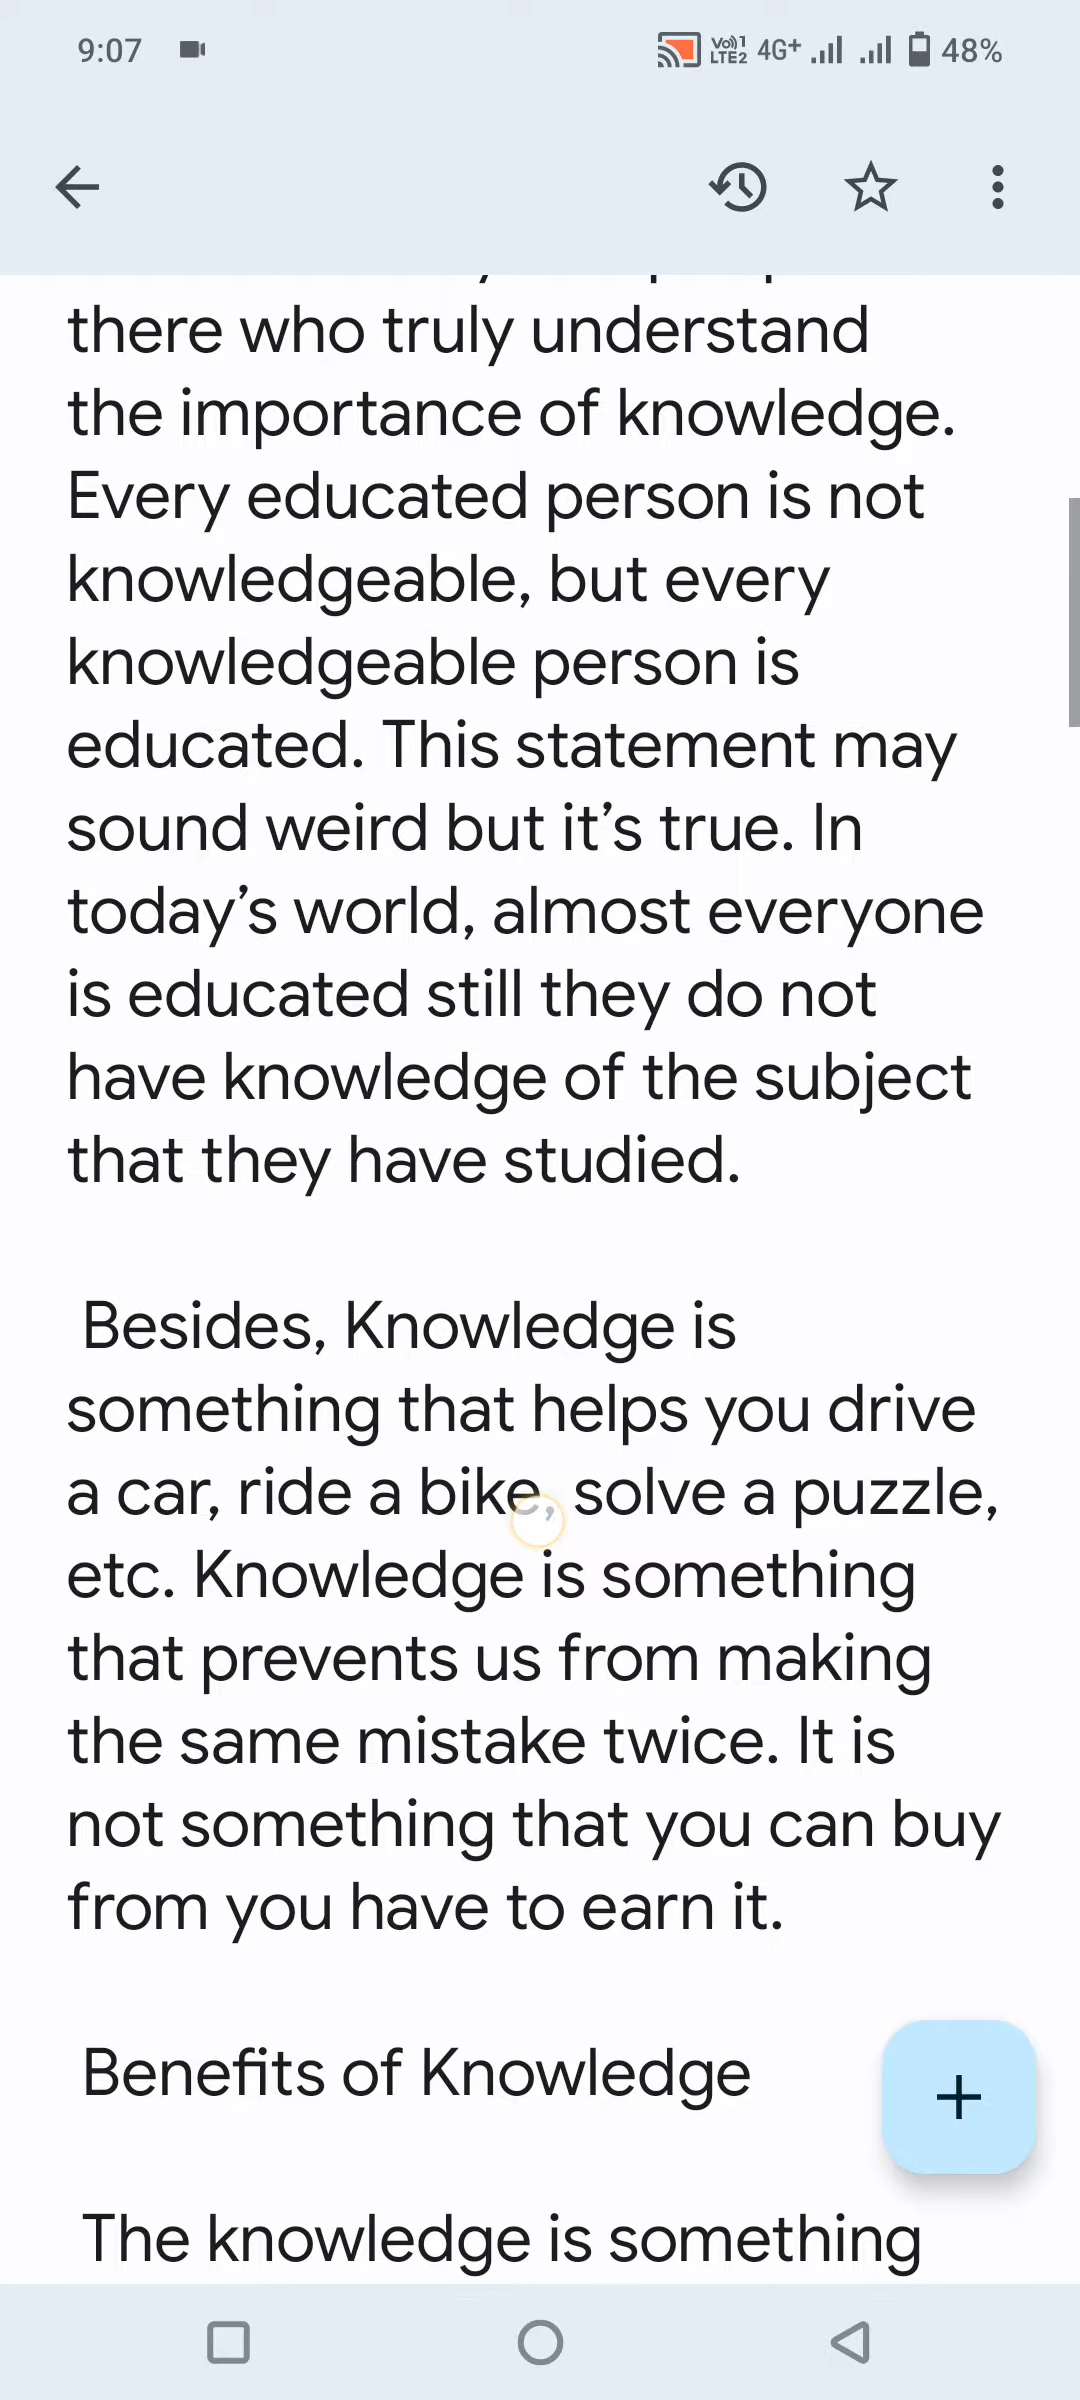 9:07
Vo)) 1
LTE2
4G+
48%
there who truly understand
the importance of knowledge.
Every educated person is not
knowledgeable, but every
knowledgeable person is
educated. This statement may
sound weird but it’s true. In
today’s world, almost everyone
is educated still they do not
have knowledge of the subject
that they have studied.
Besides, Knowledge is
something that helps you drive
a car, ride a bike, solve a puzzle,
etc. Knowledge is something
that prevents us from making
the same mistake twice. It is
not something that you can buy
from you have to earn it.
Benefits of Knowledge
The knowledge is something